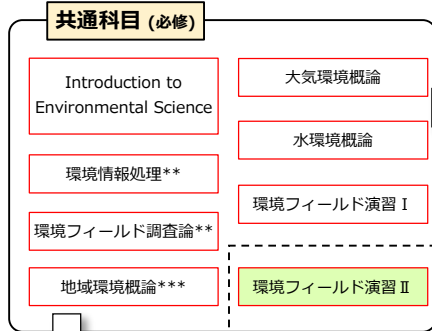 共通科目 (必修)
Introduction to
Environmental Science
環境情報処理**
環境フィールド調査論**
地域環境概論***
大気環境概論
水環境概論
環境フィールド演習Ⅰ
環境フィールド演習Ⅱ